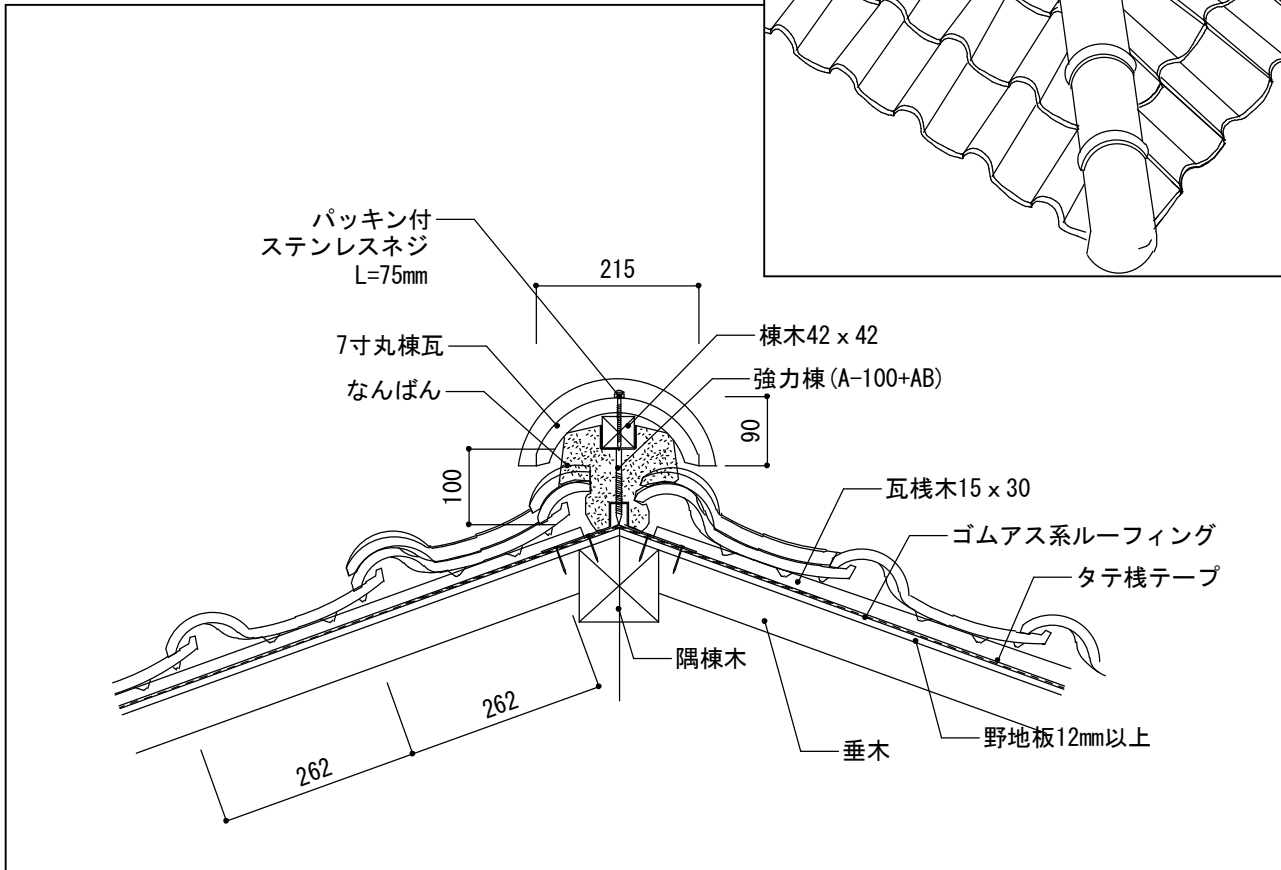 パッキン付
ステンレスネジ
L=75mm
215
7寸丸棟瓦
棟木42 x 42
なんばん
強力棟(A-100+AB)
90
100
瓦桟木15 x 30
ゴムアス系ルーフィング
タテ桟テープ
隅棟木
262
野地板12mm以上
垂木
262